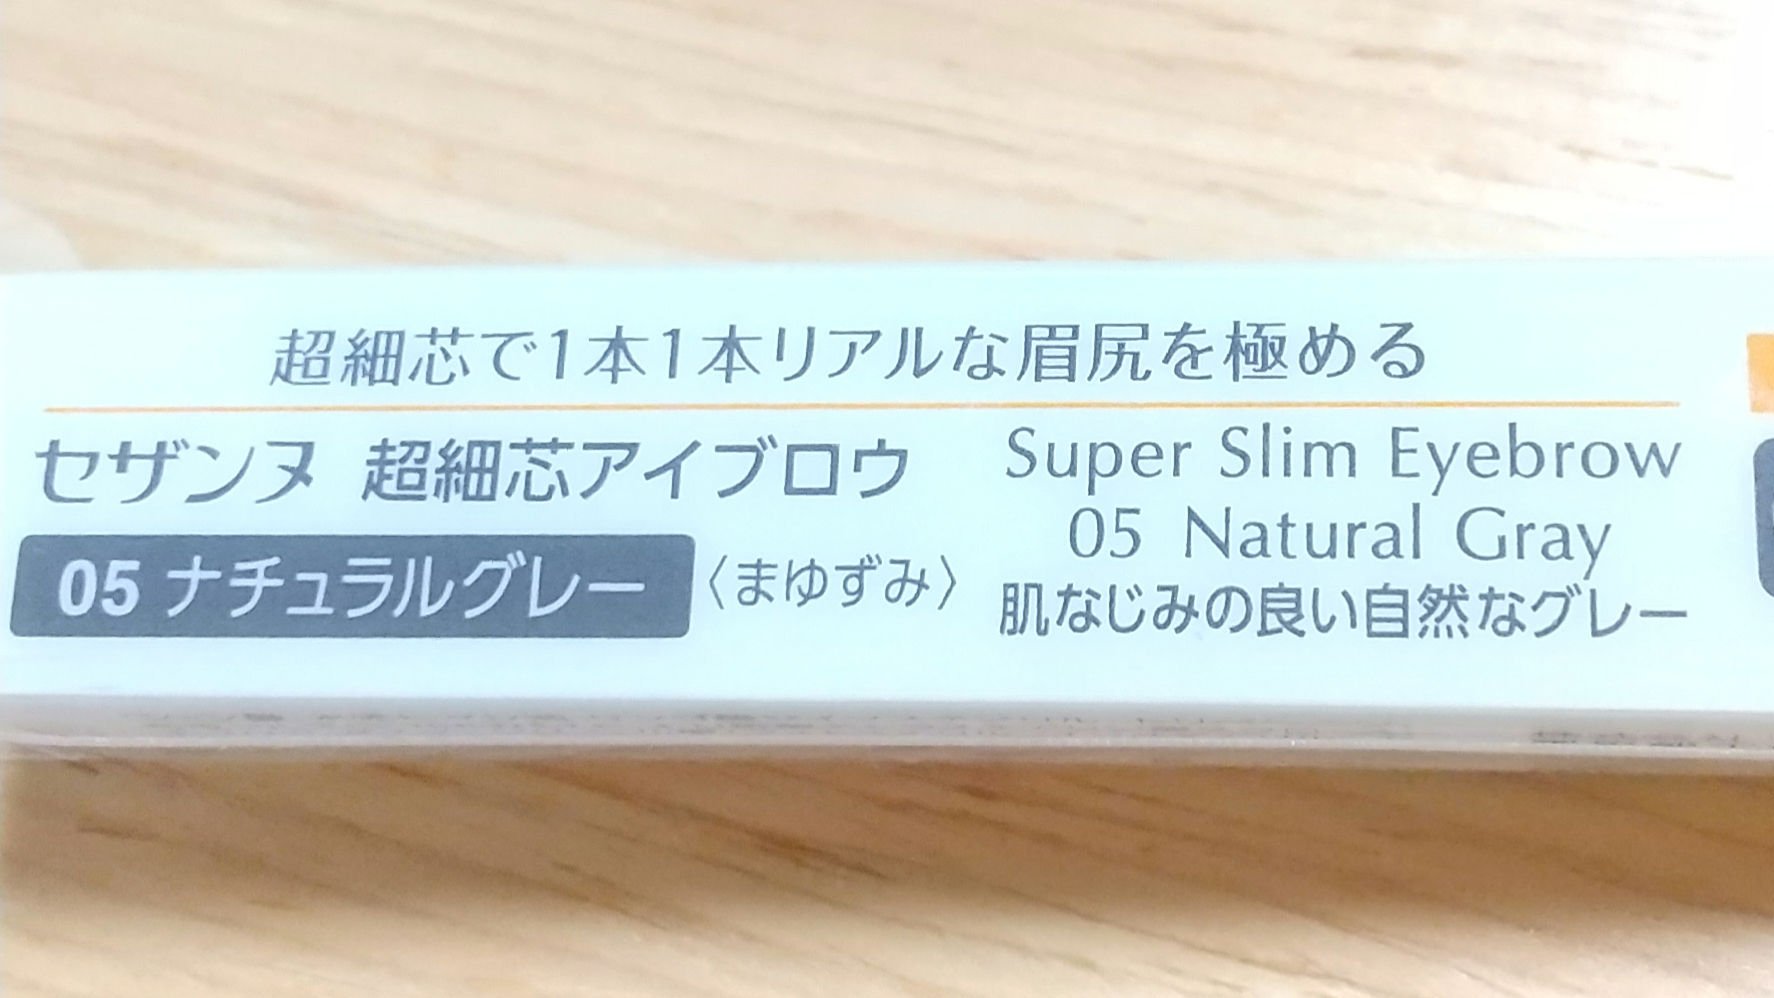 超細芯で1本1本リアルな眉尻を極める
セザンヌ 超細芯アイブロウ
05 ナチュラルグレー 〈まゆずみ〉
Super Slim Eyebrow
05 Natural Gray
肌なじみの良い自然なグレー